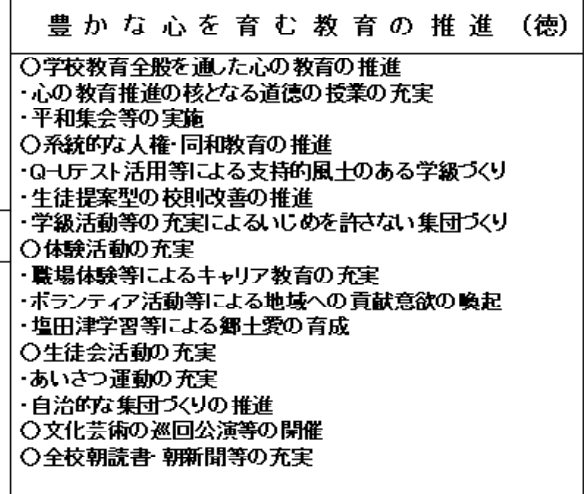 豊かな心を育む教育の推進（徳）
○学校教育全般を通した心の教育の推進
・心の教育推進の核となる道徳の授業の充実
・平和集会等の実施
○系統的な人権・同和教育の推進
・Q-Uテスト活用等による支持的風土のある学級づくり
・生徒提案型の校則改善の推進
・学級活動等の充実によるいじめを許さない集団づくり
○体験活動の充実
・職場体験等によるキャリア教育の充実
・ボランティア活動等による地域への貢献意欲の喚起
・塩田津学習等による郷土愛の育成
○生徒会活動の充実
・あいさつ運動の充実
・自治的な集団づくりの推進
○文化芸術の巡回公演等の開催
○全校朝読書・朝新聞等の充実